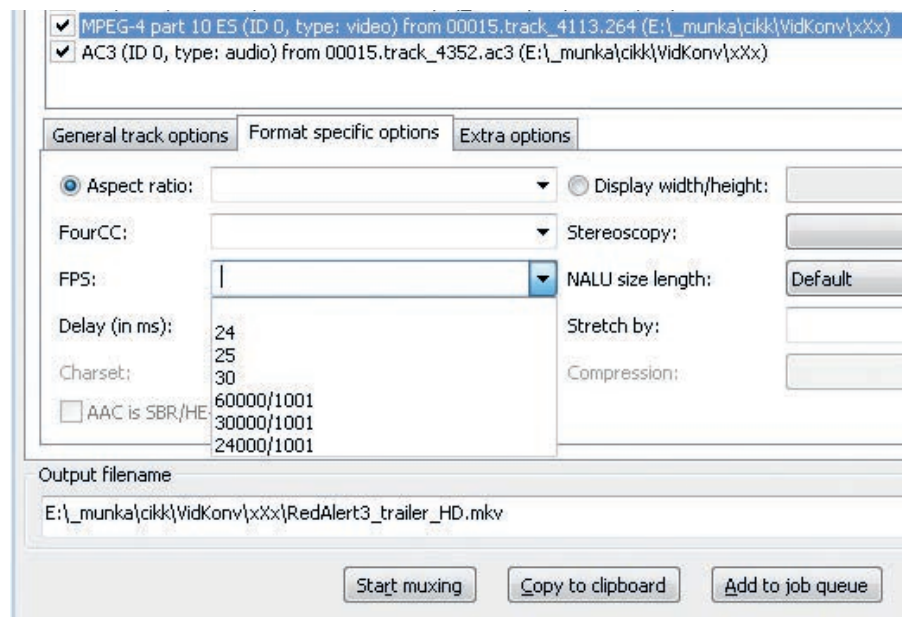 MPEG-4 part 10 ES (ID 0, type: video) from 00015.track_4113.264 (E:\_munka\cikk\VidKonv\xXx)
AC3 (ID 0, type: audio) from 00015.track_4352.ac3 (E:\_munka\cikk\VidKonv\xXx)
General track options Format specific options Extra options
Aspect ratio: Display width/height:
FourCC: Stereoscopy:
FPS: NALU size length: Default
Delay (in ms): Stretch by:
24
25
Charset: Compression:
30
60000/1001
AAC is SBR/HE-
30000/1001
24000/1001
Output filename
E:\_munka\cikk\VidKonv\xXx\RedAlert3_trailer_HD.mkv
Start muxing Copy to clipboard Add to job queue